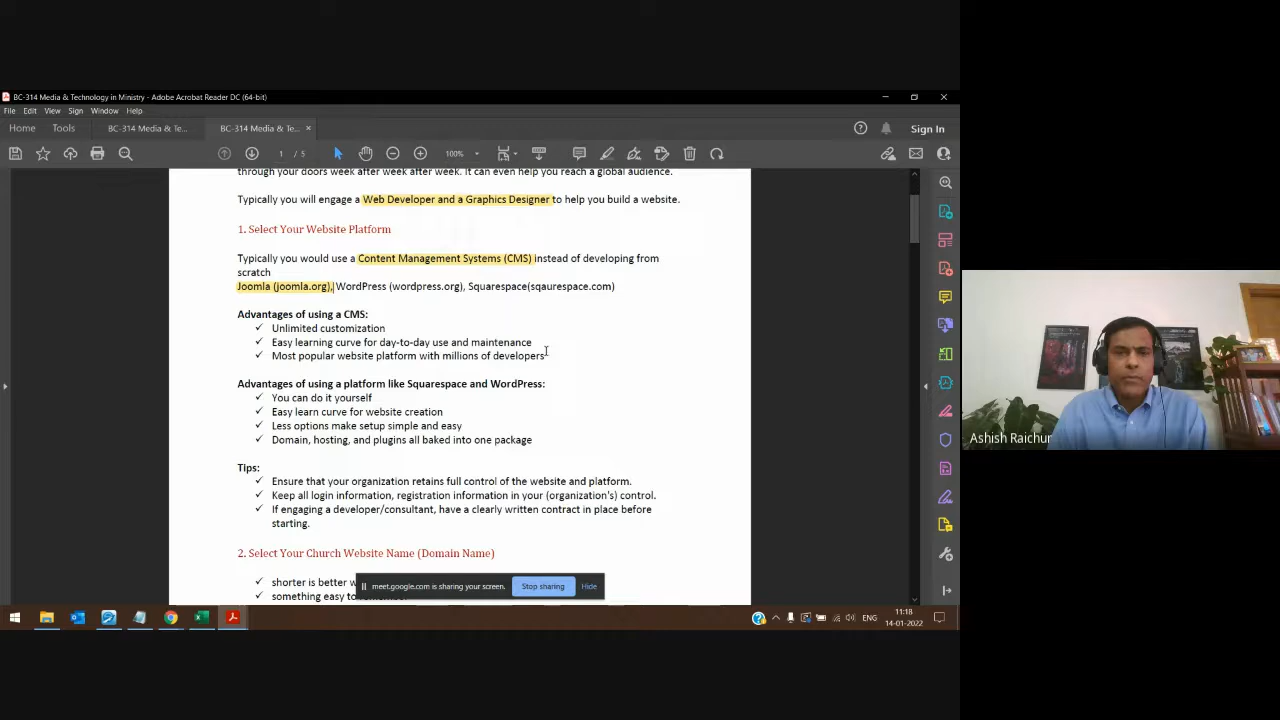 BC-314 Media & Technology in Ministry - Adobe Acrobat Reader DC (64-bit)
File Edit View Sign Window Help
Home Tools BC-314 Media & Te... BC-314 Media & Te... × Sign In
1 / 5 100%
through your doors week after week after week. It can even help you reach a global audience.
Typically you will engage a Web Developer and a Graphics Designer to help you build a website.
1. Select Your Website Platform
Typically you would use a Content Management Systems (CMS) instead of developing from
scratch
Joomla (joomla.org), WordPress (wordpress.org), Squarespace(sqaurespace.com)
Advantages of using a CMS:
✓ Unlimited customization
✓ Easy learning curve for day-to-day use and maintenance
✓ Most popular website platform with millions of developers
Advantages of using a platform like Squarespace and WordPress:
✓ You can do it yourself
✓ Easy learn curve for website creation
✓ Less options make setup simple and easy
✓ Domain, hosting, and plugins all baked into one package
Tips:
✓ Ensure that your organization retains full control of the website and platform.
✓ Keep all login information, registration information in your (organization's) control.
✓ If engaging a developer/consultant, have a clearly written contract in place before
starting.
2. Select Your Church Website Name (Domain Name)
✓ shorter is better
✓ something easy to
meet.google.com is sharing your screen. Stop sharing Hide
ENG
11:18
14-01-2022
Ashish Raichur